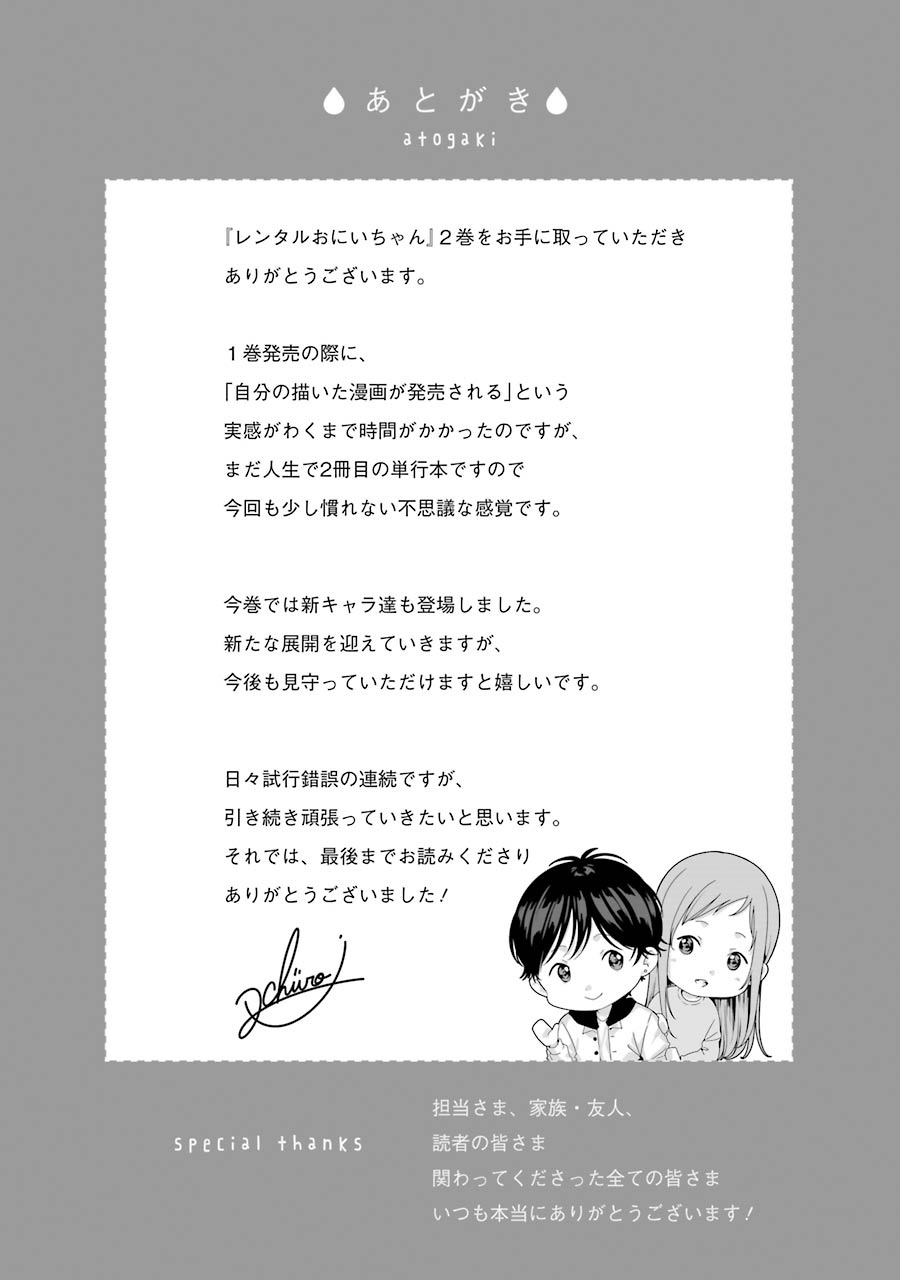 あとがき
atogaki
『レンタルおにいちゃん』２巻をお手に取っていただき
ありがとうございます。
１巻発売の際に、
「自分の描いた漫画が発売される」という
実感がわくまで時間がかかったのですが、
まだ人生で2冊目の単行本ですので
今回も少し慣れない不思議な感覚です。
今巻では新キャラ達も登場しました。
新たな展開を迎えていきますが、
今後も見守っていただけますと嬉しいです。
日々試行錯誤の連続ですが、
引き続き頑張っていきたいと思います。
それでは、最後までお読みくださり
ありがとうございました！
担当さま、家族・友人、
special thanks
読者の皆さま
関わってくださった全ての皆さま
いつも本当にありがとうございます！